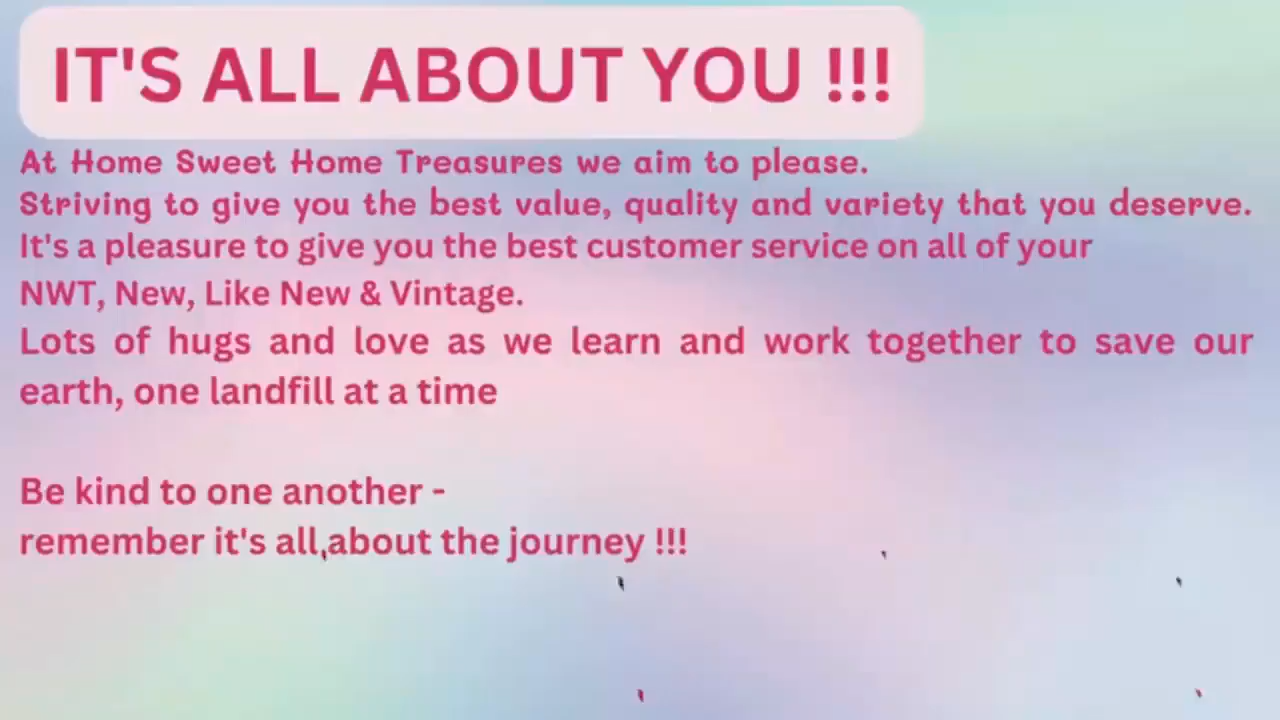 IT'S ALL ABOUT YOU !!!
At Home Sweet Home Treasures we aim to please.
Striving to give you the best value, quality and variety that you deserve.
It's a pleasure to give you the best customer service on all of your
NWT, New, Like New & Vintage.
Lots of hugs and love as we learn and work together to save our
earth, one landfill at a time
Be kind to one another -
remember it's all about the journey !!!